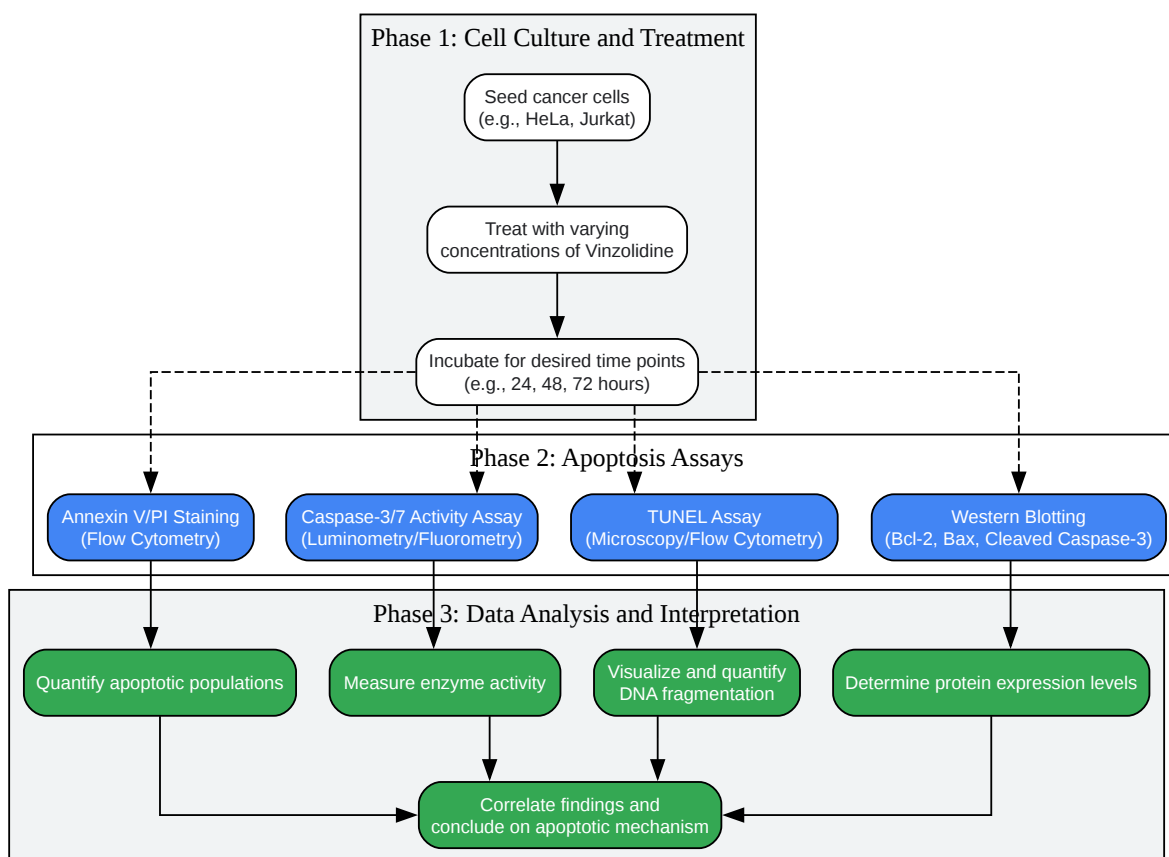 Phase 1: Cell Culture and Treatment
Seed cancer cells
(e.g., HeLa, Jurkat)
Treat with varying
concentrations of Vinzolidine
Incubate for desired time points
(e.g., 24, 48, 72 hours)
Phase 2: Apoptosis Assays
Annexin V/PI Staining
(Flow Cytometry)
Caspase-3/7 Activity Assay
(Luminometry/Fluorometry)
TUNEL Assay
(Microscopy/Flow Cytometry)
Western Blotting
(Bcl-2, Bax, Cleaved Caspase-3)
Phase 3: Data Analysis and Interpretation
Quantify apoptotic populations
Measure enzyme activity
Visualize and quantify
DNA fragmentation
Determine protein expression levels
Correlate findings and
conclude on apoptotic mechanism